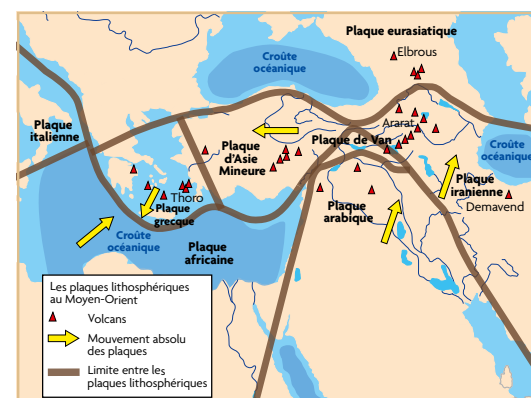 Plaque eurasiatique
Elbrous
Croûte
océanique
Plaque
italienne
Ararat
Plaque de Van
Plaque
d'Asie
Mineure
Croûte
océanique
Plaque
iranienne
Demavend
Thoro
Plaque
grecque
Plaque
arabique
Croûte
océanique
Plaque
africaine
Les plaques lithosphériques
au Moyen-Orient
Volcans
Mouvement absolu
des plaques
Limite entre les
plaques lithosphériques